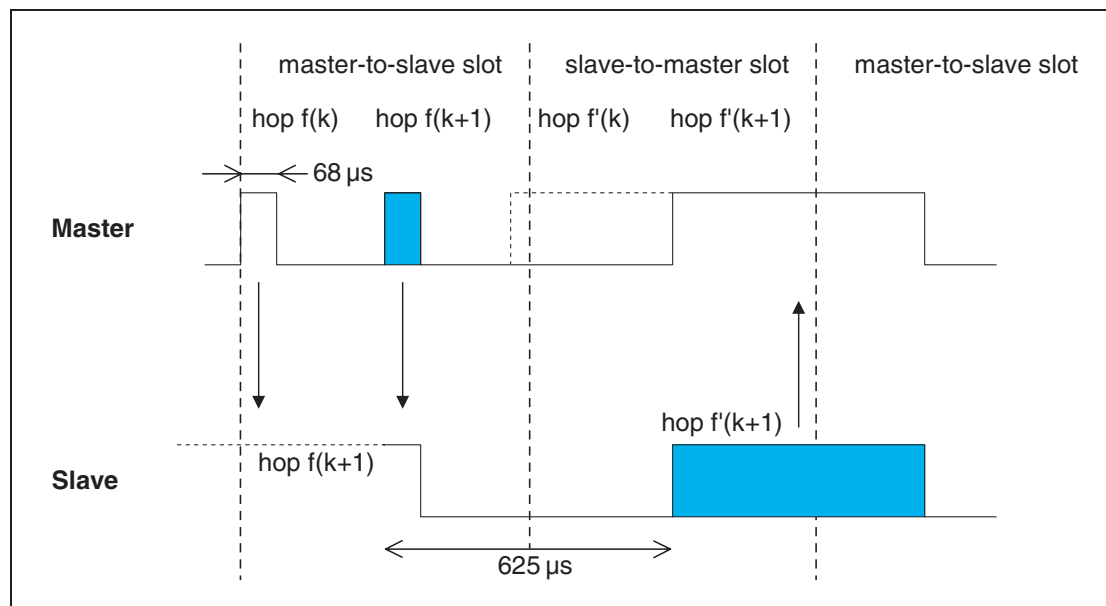 master-to-slave slot slave-to-master slot master-to-slave slot
hop f(k) hop f(k+1) hop f'(k) hop f'(k+1)
68 µs
Master
hop f'(k+1)
hop f(k+1)
Slave
625 µs